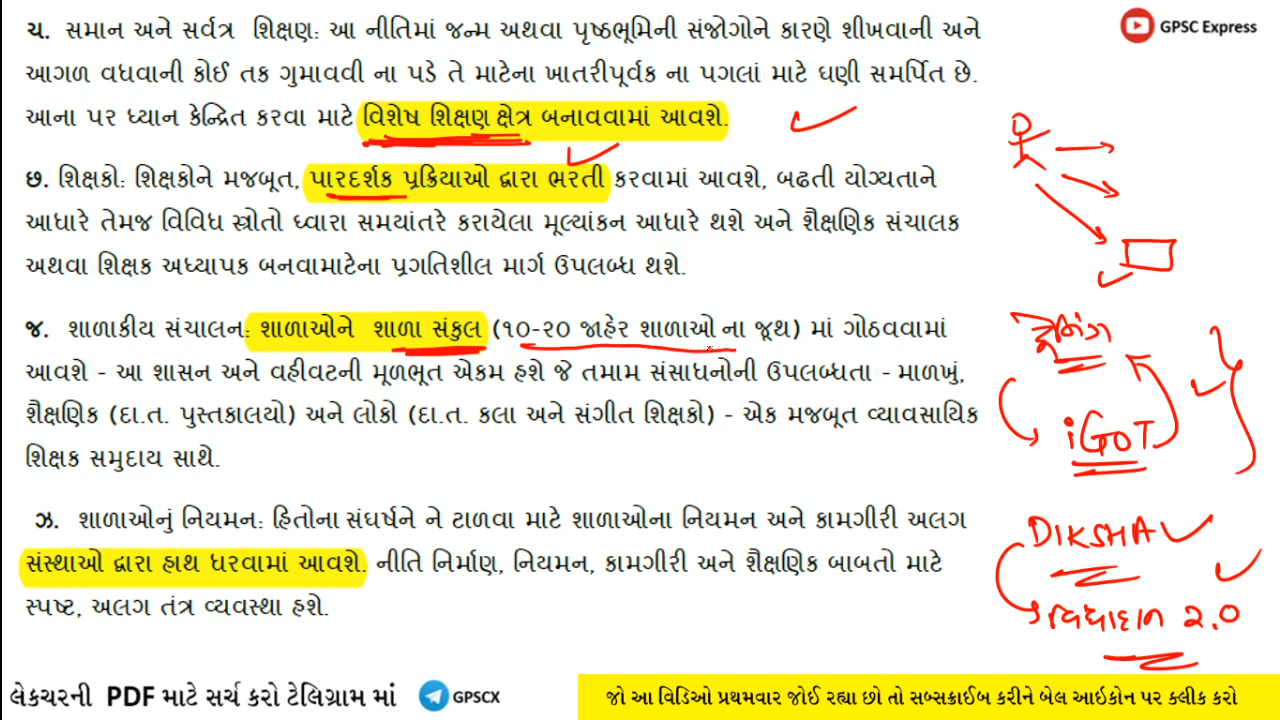 ચ. સમાન અને સર્વત્ર શિક્ષણ: આ નીતિમાં જન્મ અથવા પૃષ્ઠભૂમિની સંજોગોને કારણે શીખવાની અને
આગળ વધવાની કોઈ તક ગુમાવવી ના પડે તે માટેના ખાતરીપૂર્વક ના પગલાં માટે ઘણી સમર્પિત છે.
આના પર ધ્યાન કેન્દ્રિત કરવા માટે વિશેષ શિક્ષણ ક્ષેત્ર બનાવવામાં આવશે.
છ. શિક્ષકો: શિક્ષકોને મજબૂત, પારદર્શક પ્રક્રિયાઓ દ્વારા ભરતી કરવામાં આવશે, બઢતી યોગ્યતાને
આધારે તેમજ વિવિધ સ્ત્રોતો ધ્વારા સમયાંતરે કરાયેલા મૂલ્યાંકન આધારે થશે અને શૈક્ષણિક સંચાલક
અથવા શિક્ષક અધ્યાપક બનવામાટેના પ્રગતિશીલ માર્ગ ઉપલબ્ધ થશે.
જ. શાળાકીય સંચાલન: શાળાઓને શાળા સંકુલ (૧૦-૨૦ જાહેર શાળાઓ ના જૂથ) માં ગોઠવવામાં
આવશે - આ શાસન અને વહીવટની મૂળભૂત એકમ હશે જે તમામ સંસાધનોની ઉપલબ્ધતા - માળખું,
શૈક્ષણિક (દા.ત. પુસ્તકાલયો) અને લોકો (દા.ત. કલા અને સંગીત શિક્ષકો) - એક મજબૂત વ્યાવસાયિક
શિક્ષક સમુદાય સાથે.
ઝ. શાળાઓનું નિયમન: હિતોના સંઘર્ષને ને ટાળવા માટે શાળાઓના નિયમન અને કામગીરી અલગ
સંસ્થાઓ દ્વારા હાથ ધરવામાં આવશે. નીતિ નિર્માણ, નિયમન, કામગીરી અને શૈક્ષણિક બાબતો માટે
સ્પષ્ટ, અલગ તંત્ર વ્યવસ્થા હશે.
GPSC Express
iGOT
DIKSHA
૨.૦
લેકચરની PDF માટે સર્ચ કરો ટેલિગ્રામ માં GPSCX
જો આ વિડિઓ પ્રથમવાર જોઈ રહ્યા છો તો સબ્સક્રાઈબ કરીને બેલ આઇકોન પર ક્લીક કરો